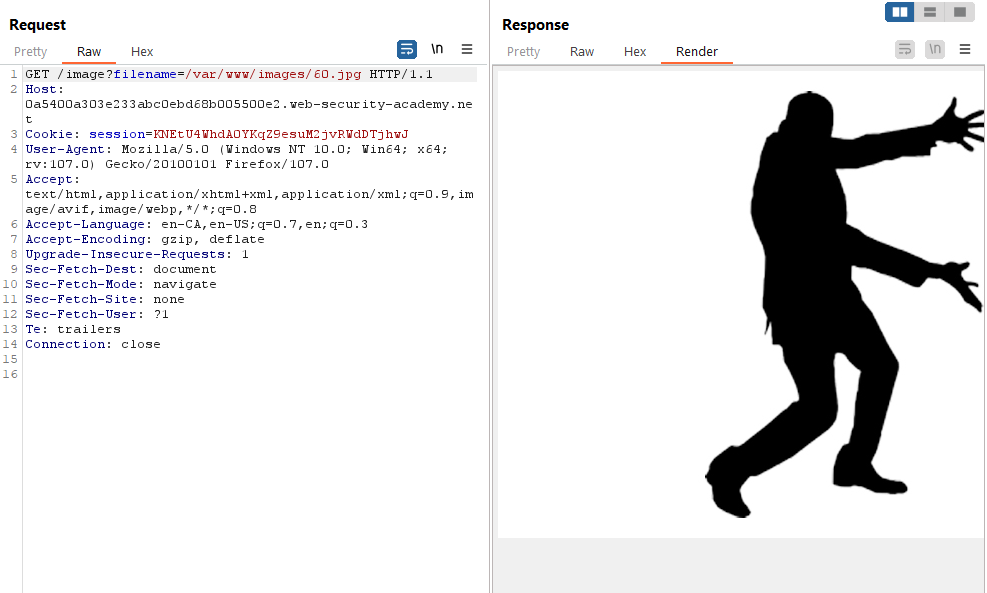 Request
Pretty Raw Hex \n
1 GET /image?filename=/var/www/images/60.jpg HTTP/1.1
2 Host:
0a5400a303e233abc0ebd68b005500e2.web-security-academy.ne
t
3 Cookie: session=KNEtU4WhdA0YKqZ9esuM2jvRWdDTjhwJ
4 User-Agent: Mozilla/5.0 (Windows NT 10.0; Win64; x64;
rv:107.0) Gecko/20100101 Firefox/107.0
5 Accept:
text/html,application/xhtml+xml,application/xml;q=0.9,im
age/avif,image/webp,*/*;q=0.8
6 Accept-Language: en-CA,en-US;q=0.7,en;q=0.3
7 Accept-Encoding: gzip, deflate
8 Upgrade-Insecure-Requests: 1
9 Sec-Fetch-Dest: document
10 Sec-Fetch-Mode: navigate
11 Sec-Fetch-Site: none
12 Sec-Fetch-User: ?1
13 Te: trailers
14 Connection: close
15
16
Response
Pretty Raw Hex Render \n